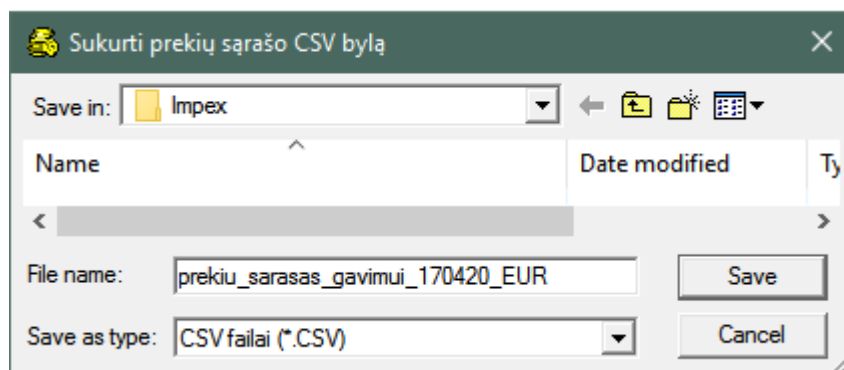 Sukurti prekių sąrašo CSV bylą
Save in: Impex
Name Date modified Ty
File name: prekiu_sarasas_gavimui_170420_EUR Save
Save as type: CSV failai (*.CSV) Cancel